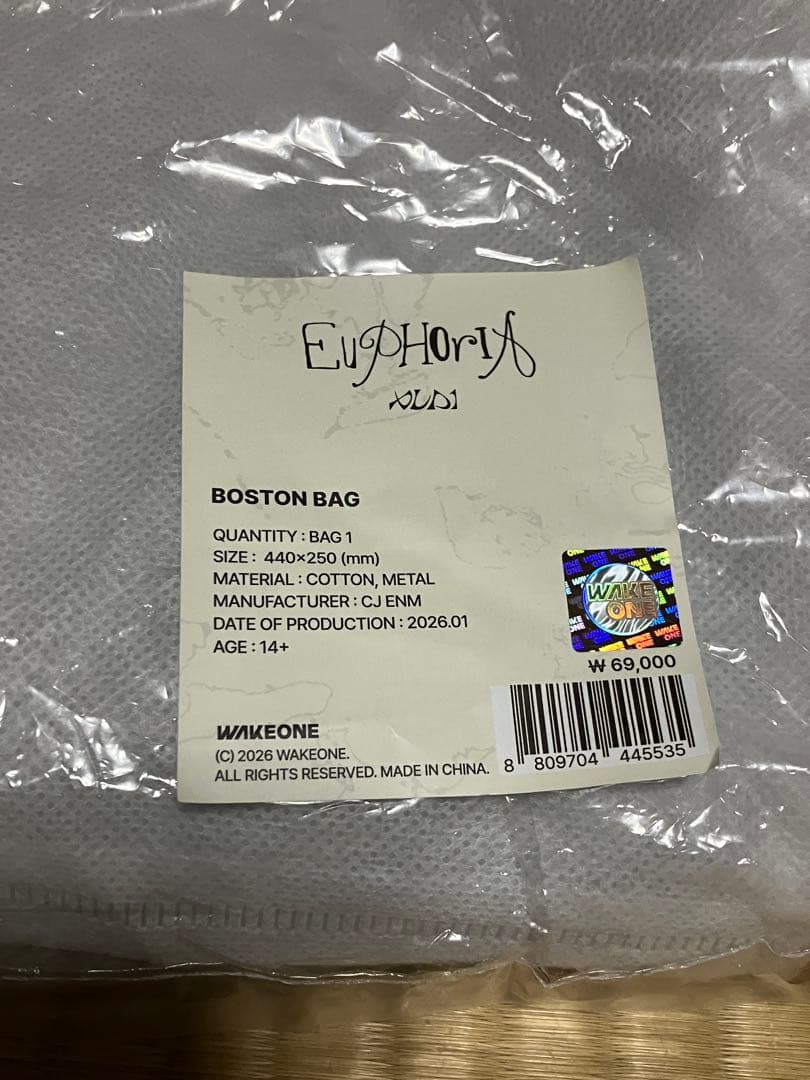 EuPHOrIA
BOSTON BAG
QUANTITY : BAG 1
SIZE : 440×250 (mm)
MATERIAL : COTTON, METAL
MANUFACTURER : CJ ENM
DATE OF PRODUCTION : 2026.01
AGE : 14+
WAKE
ONE
₩ 69,000
WAKEONE
(C) 2026 WAKEONE.
ALL RIGHTS RESERVED. MADE IN CHINA.
8 809704 445535